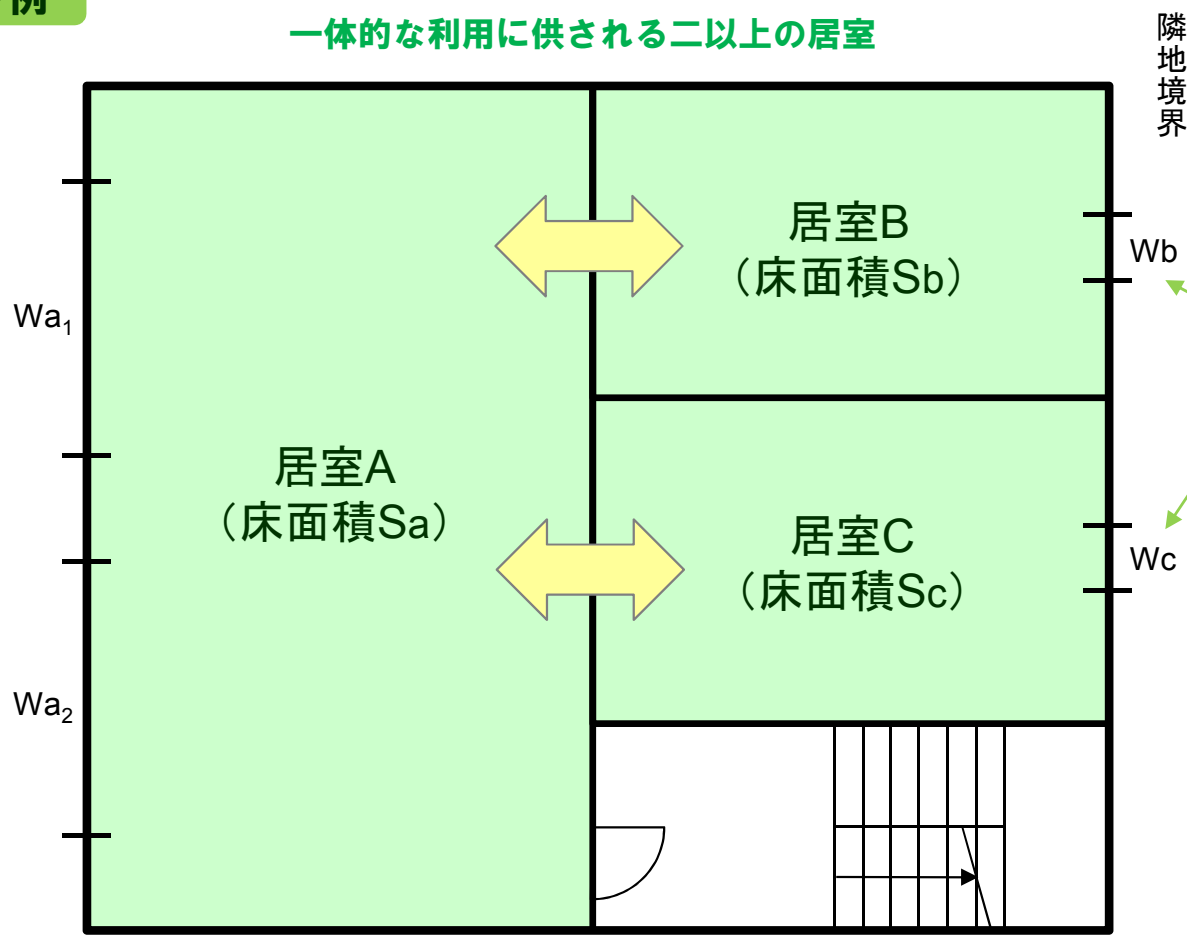 例
一体的な利用に供される二以上の居室
隣地境界
居室B
（床面積Sb）
Wb
Wa₁
居室A
（床面積Sa）
居室C
（床面積Sc）
Wc
Wa₂